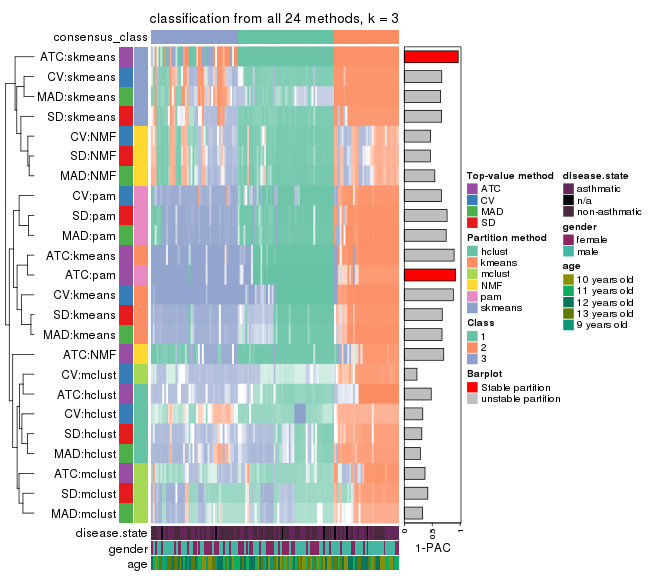 classification from all 24 methods, k = 3
consensus_class
ATC:skmeans
CV:skmeans
MAD:skmeans
SD:skmeans
CV:NMF
SD:NMF
MAD:NMF
CV:pam
SD:pam
MAD:pam
ATC:kmeans
ATC:pam
CV:kmeans
SD:kmeans
MAD:kmeans
ATC:NMF
CV:mclust
ATC:hclust
CV:hclust
SD:hclust
MAD:hclust
ATC:mclust
SD:mclust
MAD:mclust
disease.state
gender
age
0 0.5 1
1-PAC
Top-value method
ATC
CV
MAD
SD
Partition method
hclust
kmeans
mclust
NMF
pam
skmeans
Class
1
2
3
Barplot
Stable partition
unstable partition
disease.state
asthmatic
n/a
non-asthmatic
gender
female
male
age
10 years old
11 years old
12 years old
13 years old
9 years old